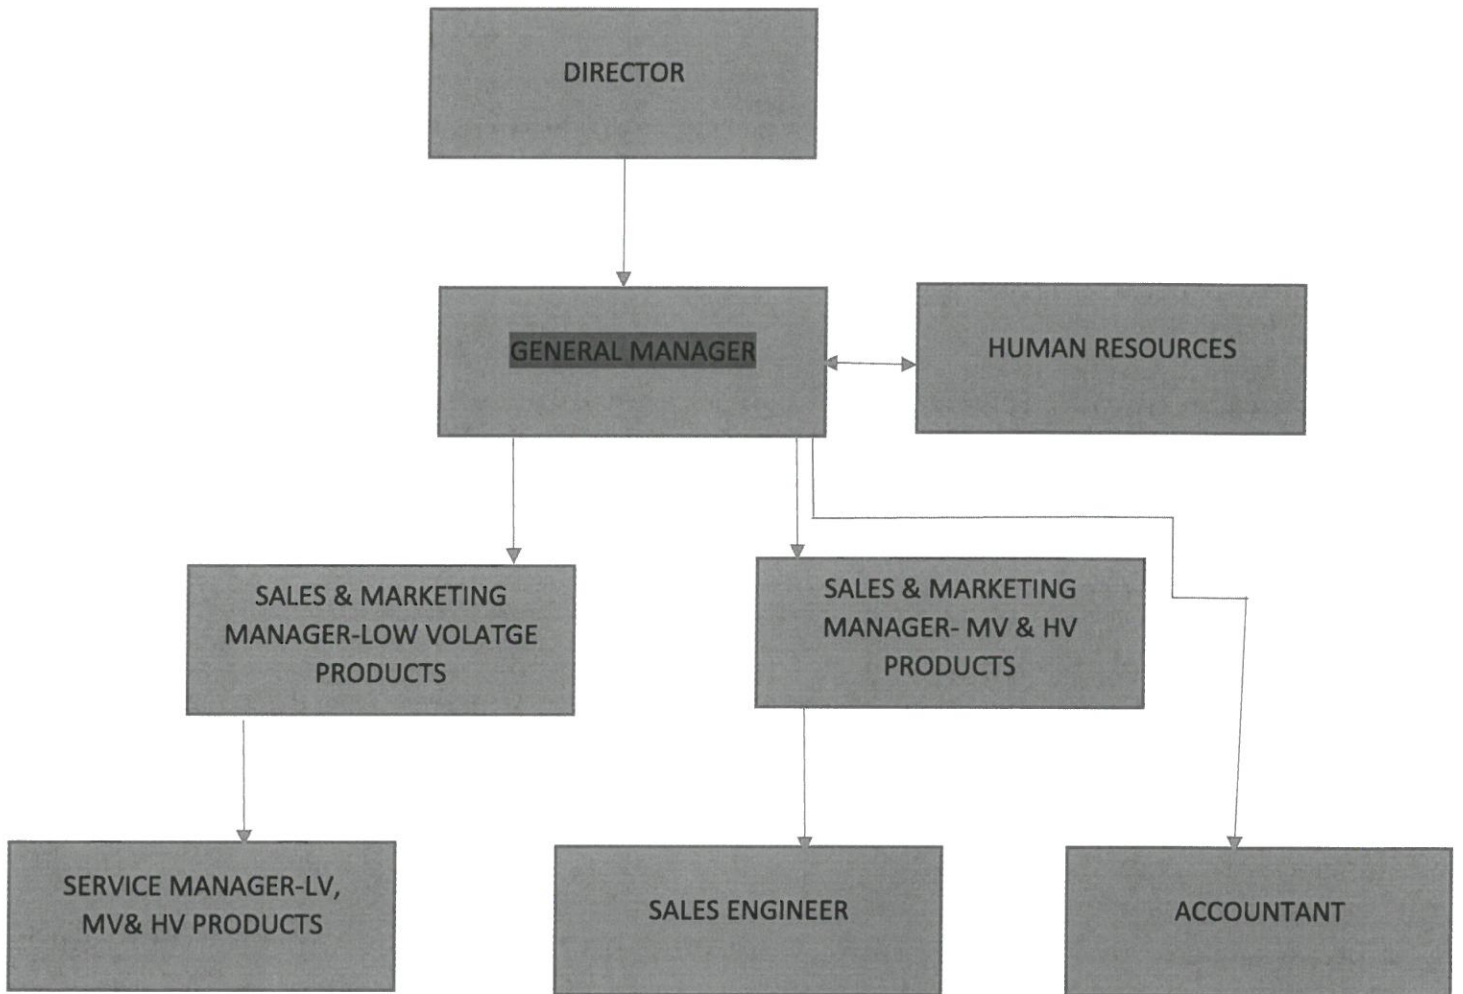 DIRECTOR
GENERAL MANAGER
HUMAN RESOURCES
SALES & MARKETING
MANAGER-LOW VOLATGE
PRODUCTS
SALES & MARKETING
MANAGER- MV & HV
PRODUCTS
SERVICE MANAGER-LV,
MV& HV PRODUCTS
SALES ENGINEER
ACCOUNTANT